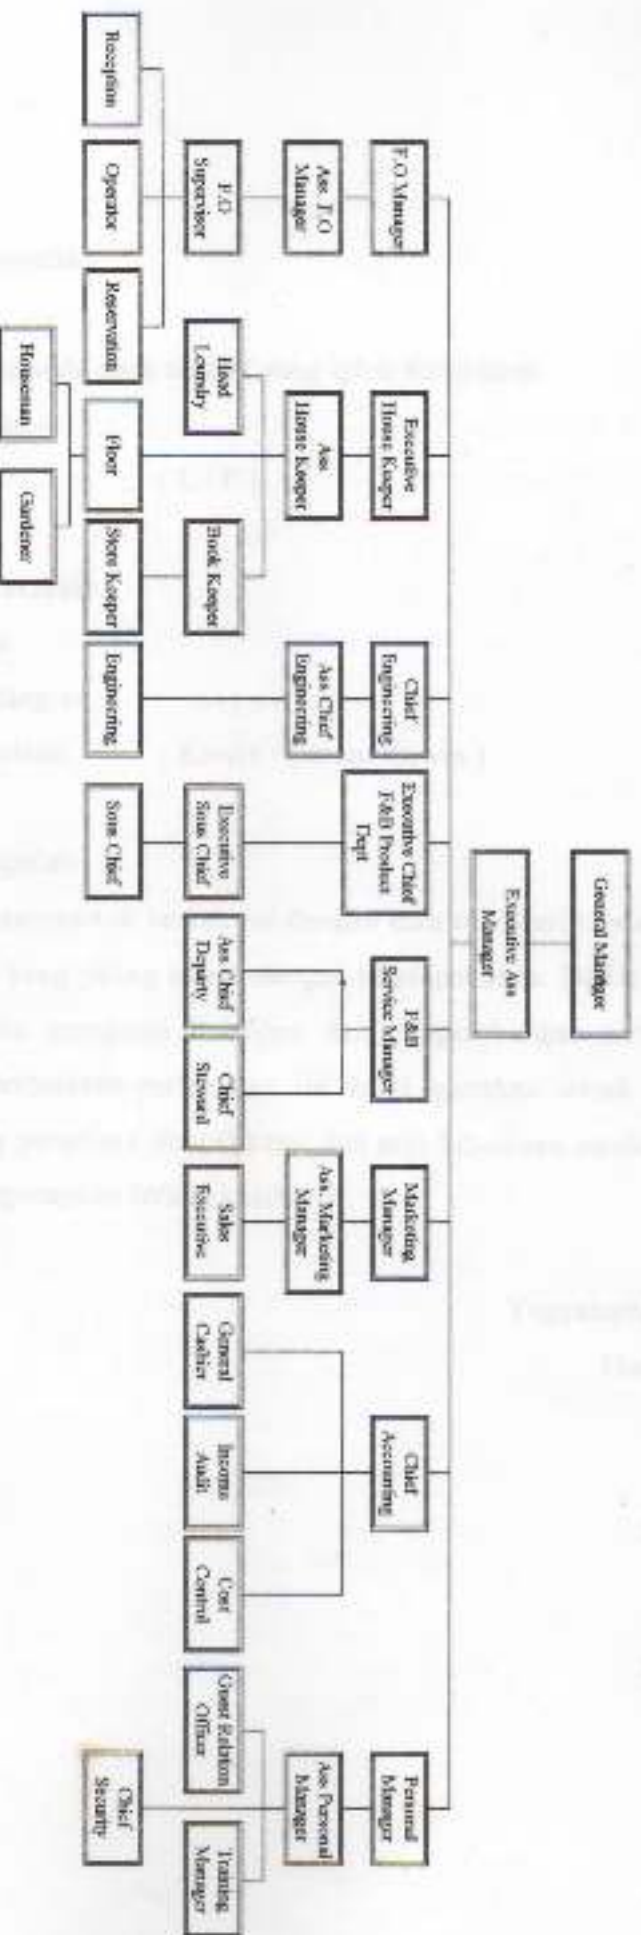 General Manager
Executive Ass
Manager
F.O Manager
Executive
House Keeper
Chief
Engineering
Executive Chief
F&B Product
Dept
F&B
Service Manager
Marketing
Manager
Chief
Accounting
Personal
Manager
Ass. F.O
Manager
Ass
House Keeper
Ass Chief
Engineering
Ass. Marketing
Manager
Ass Personal
Manager
F.O
Supervisor
Head
Loundry
Book Keeper
Executive
Sous Chief
Ass. Chief
Departy
Chief
Steward
Sales
Executive
General
Cashier
Income
Audit
Cost
Control
Guest Relation
Officer
Training
Manager
Reception
Operator
Reservation
Floor
Store Keeper
Engineering
Sous Chief
Chief
Security
Houseman
Gardener